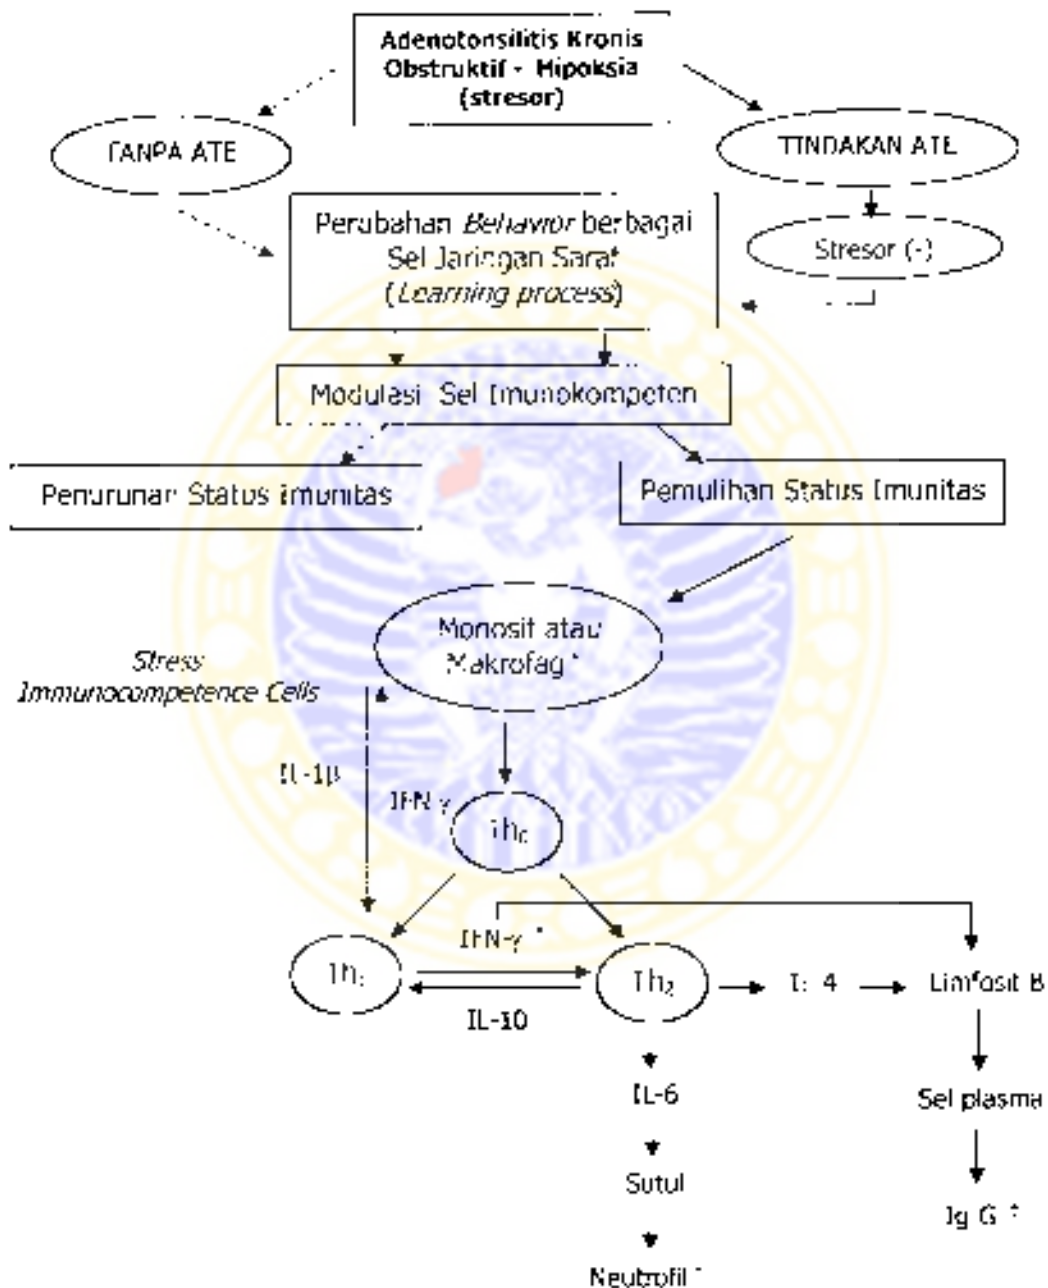 Adenotonsilitis Kronis
Obstruktif - Hipoksia
(stresor)
TANPA ATE
TINDAKAN ATE
Perubahan Behavior berbagai
Sel Jaringan Saraf
(Learning process)
Stresor (-)
Modulasi Sel Imunokompeten
Penurunan Status Imunitas
Pemulihan Status Imunitas
Monosit atau
Makrofag *
Stress
Immunocompetence Cells
IL-1β
IFN-γ
Th₀
IFN-γ *
Th₁
Th₂
IL-4
Limfosit B
IL-10
IL-6
Sel plasma
Sutul
Ig G *
Neutrofil *